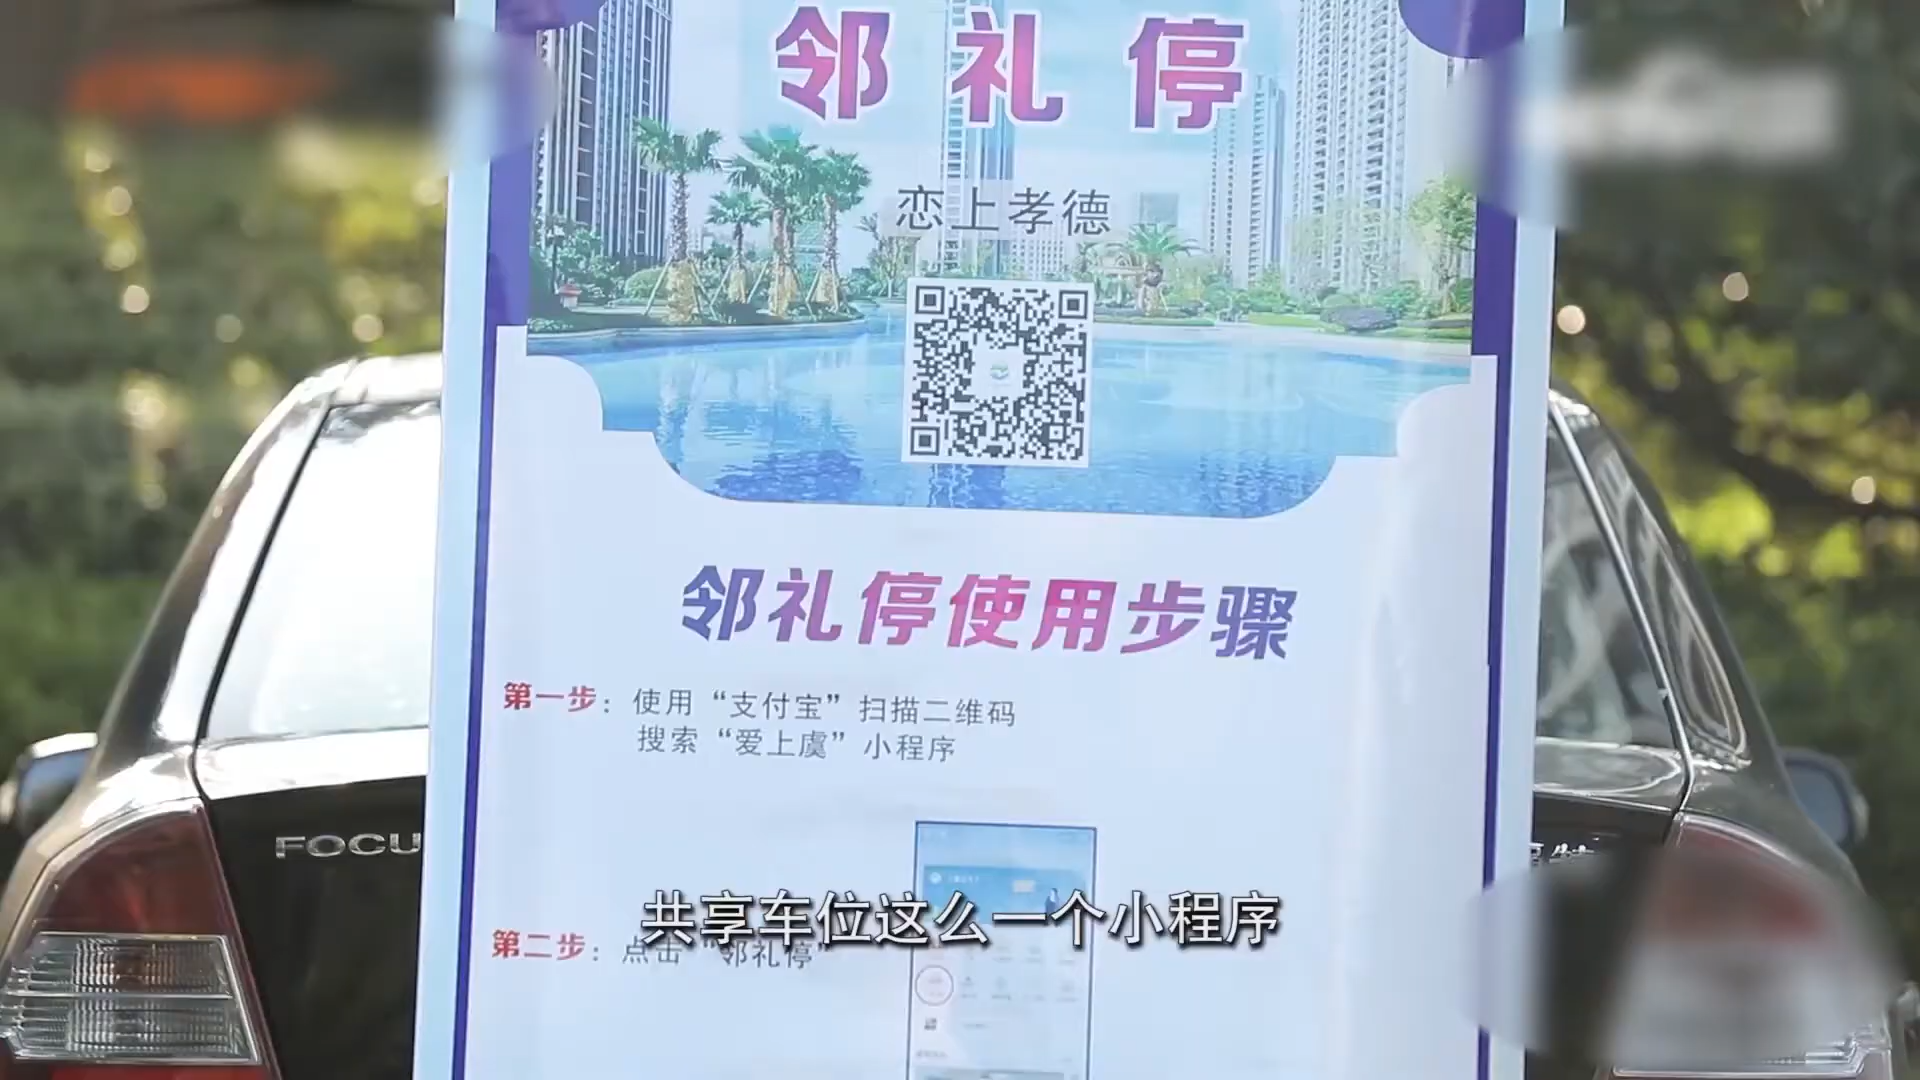 邻礼停
恋上孝德
邻礼停使用步骤
第一步：使用“支付宝”扫描二维码
搜索“爱上虞”小程序
FOCU
共享车位这么一个小程序
第二步：点击“邻礼停”